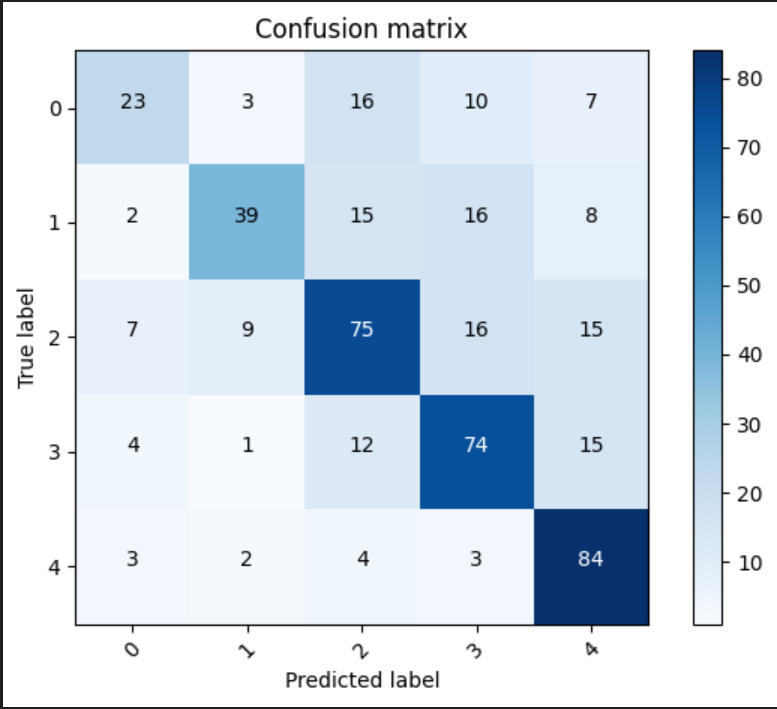 Confusion matrix
0 23 3 16 10 7
1 2 39 15 16 8
2 7 9 75 16 15
3 4 1 12 74 15
4 3 2 4 3 84
0 1 2 3 4
True label
Predicted label
80
70
60
50
40
30
20
10